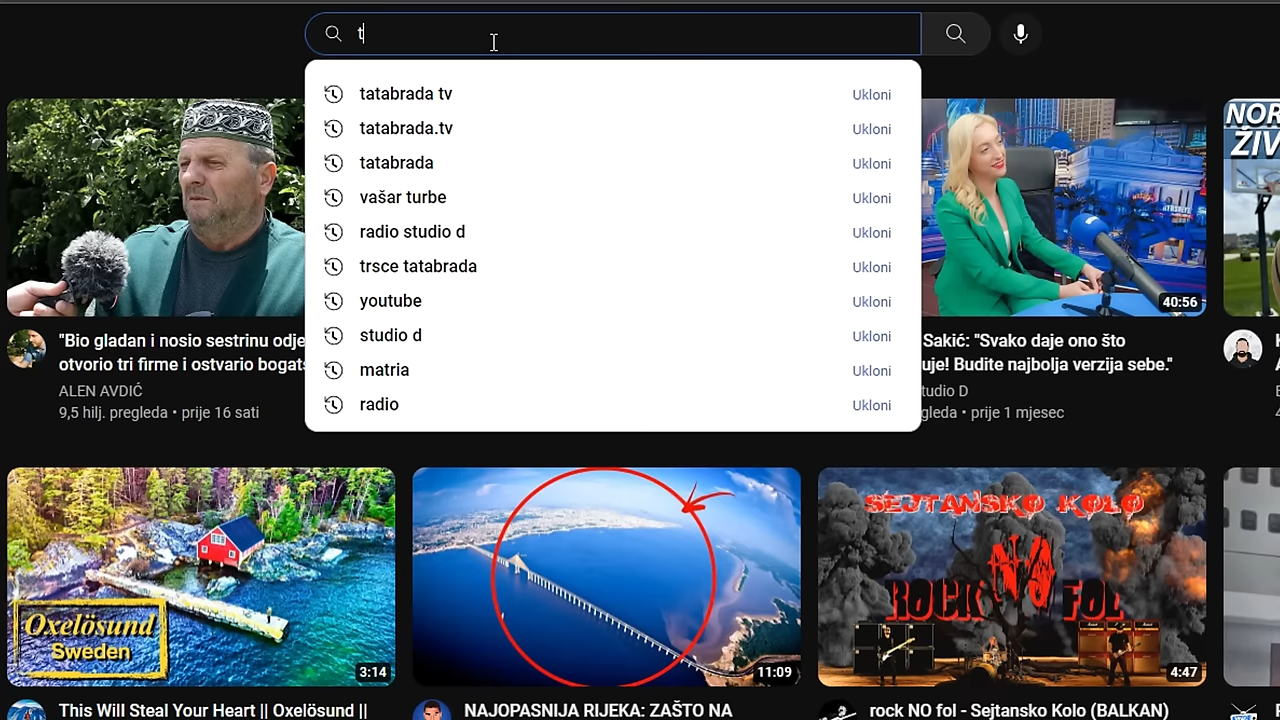 t
tatabrada tv Ukloni
tatabrada.tv Ukloni
tatabrada Ukloni
vašar turbe Ukloni
radio studio d Ukloni
trsce tatabrada Ukloni
youtube Ukloni
studio d Ukloni
matria Ukloni
radio Ukloni
40:56
NOR
ŽIV
"Bio gladan i nosio sestrinu odje
otvorio tri firme i ostvario bogats
ALEN AVDIĆ
9,5 hilj. pregleda • prije 16 sati
Sakić: "Svako daje ono što
uje! Budite najbolja verzija sebe."
tudio D
gleda • prije 1 mjesec
Oxelösund
Sweden
3:14
11:09
SEJTANSKO KOLO
ROCK NO FOL
4:47
This Will Steal Your Heart || Oxelösund ||
NAJOPASNIJA RIJEKA: ZAŠTO NA
rock NO fol - Sejtansko Kolo (BALKAN)